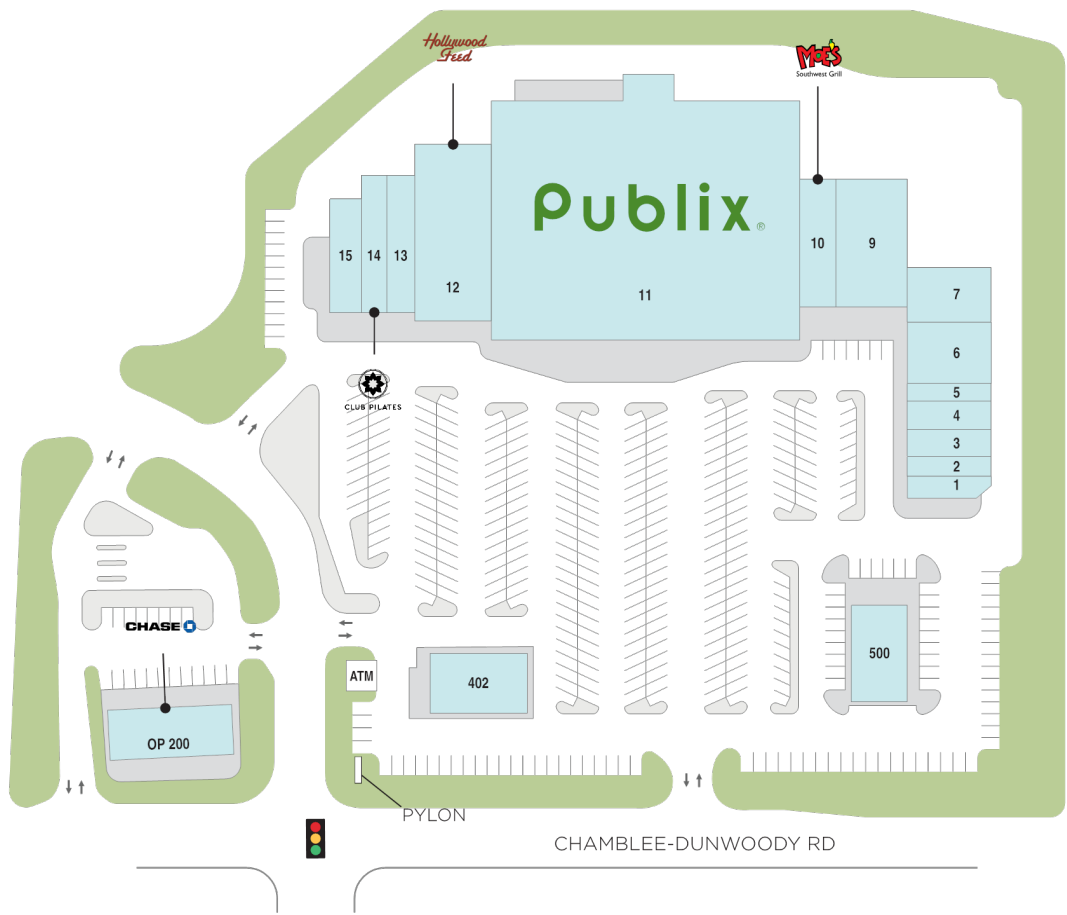 Hollywood
Feed
MOE'S
Southwest Grill
Publix®
15
14
13
12
11
10
9
7
6
5
4
3
2
1
CLUB PILATES
CHASE
ATM
402
500
OP 200
PYLON
CHAMBLEE-DUNWOODY RD